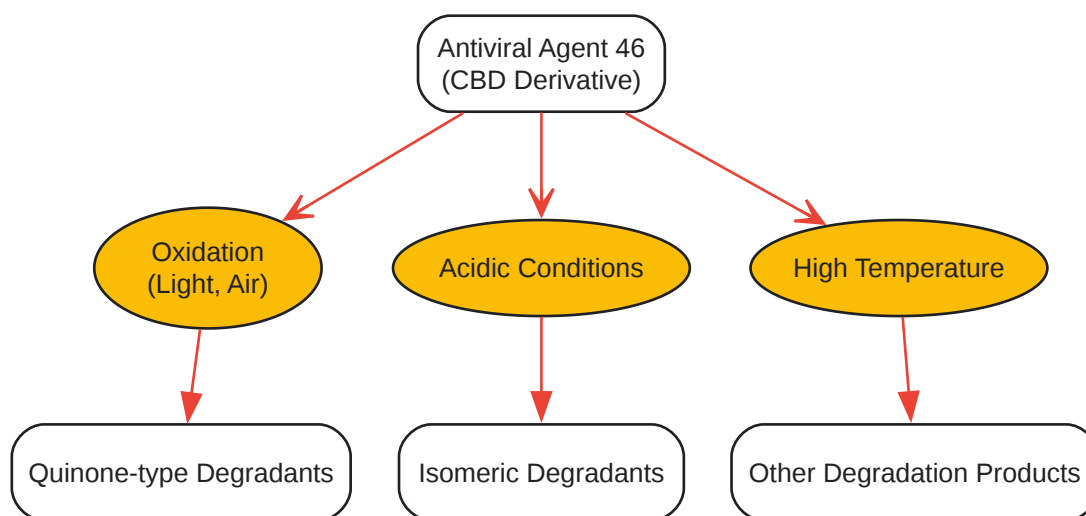 Antiviral Agent 46
(CBD Derivative)
Oxidation
(Light, Air)
Acidic Conditions
High Temperature
Quinone-type Degradants
Isomeric Degradants
Other Degradation Products